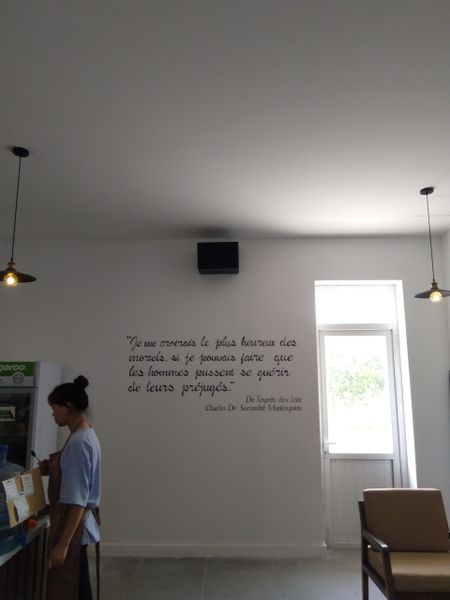 garoo
"Je me croirais le plus heureux des
mortels, si je pouvais faire que
les hommes pussent se guérir
de leurs préjugés."
De l'esprit des Lois
Charles De Secondat Montesquieu